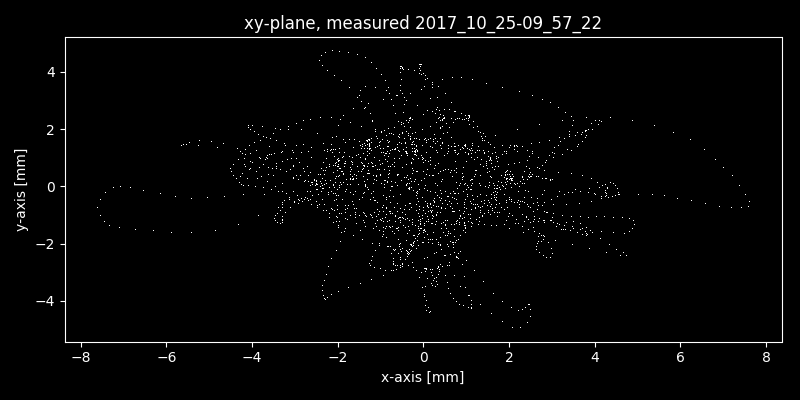 xy-plane, measured 2017_10_25-09_57_22
y-axis [mm]
4
2
0
−2
−4
−8 −6 −4 −2 0 2 4 6 8
x-axis [mm]